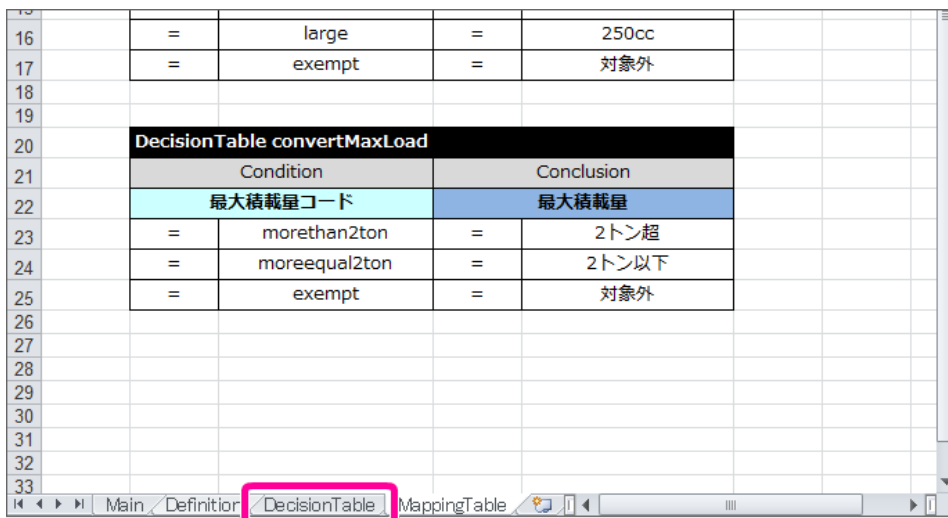 16 = large = 250cc
17 = exempt = 対象外
18
19
20 DecisionTable convertMaxLoad
21 Condition Conclusion
22 最大積載量コード 最大積載量
23 = morethan2ton = 2トン超
24 = moreequal2ton = 2トン以下
25 = exempt = 対象外
26
27
28
29
30
31
32
33
Main Definition DecisionTable MappingTable